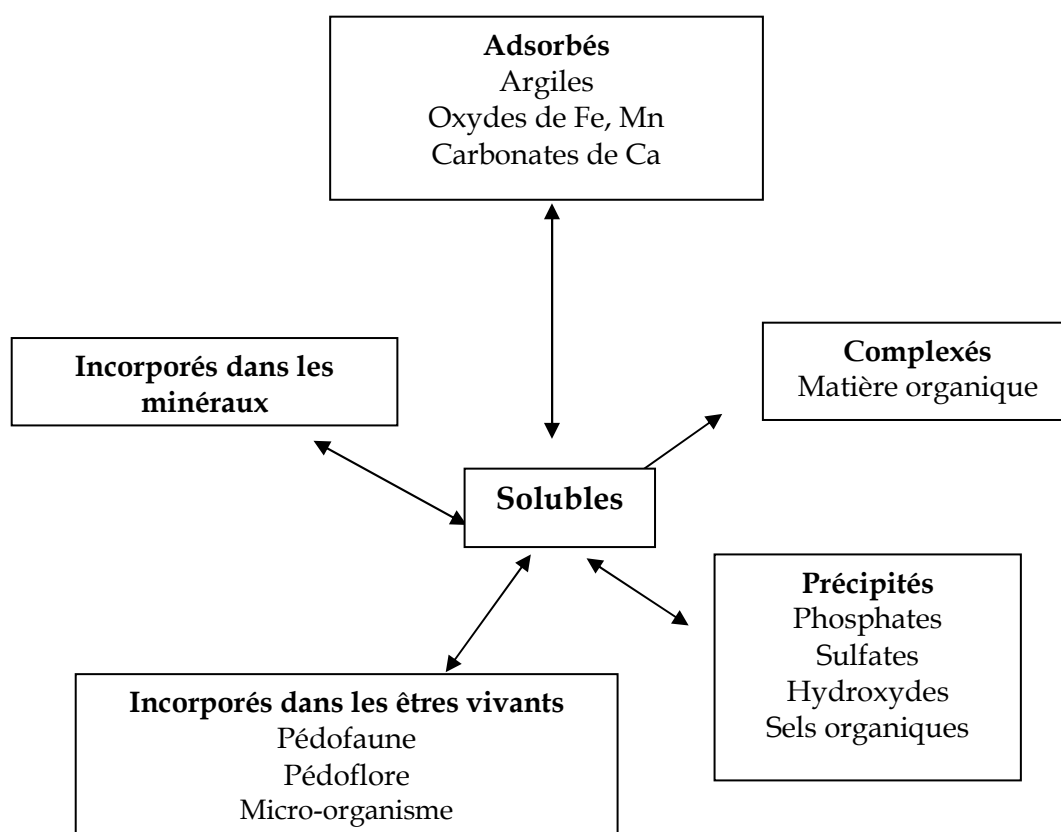 Adsorbés
Argiles
Oxydes de Fe, Mn
Carbonates de Ca
Incorporés dans les
minéraux
Complexés
Matière organique
Solubles
Précipités
Phosphates
Sulfates
Hydroxydes
Sels organiques
Incorporés dans les êtres vivants
Pédofaune
Pédoflore
Micro-organisme